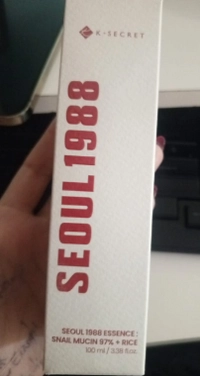 K-SECRET
SEOUL1988
SEOUL 1988 ESSENCE :
SNAIL MUCIN 97% + RICE
100 ml / 3.38 fl.oz.